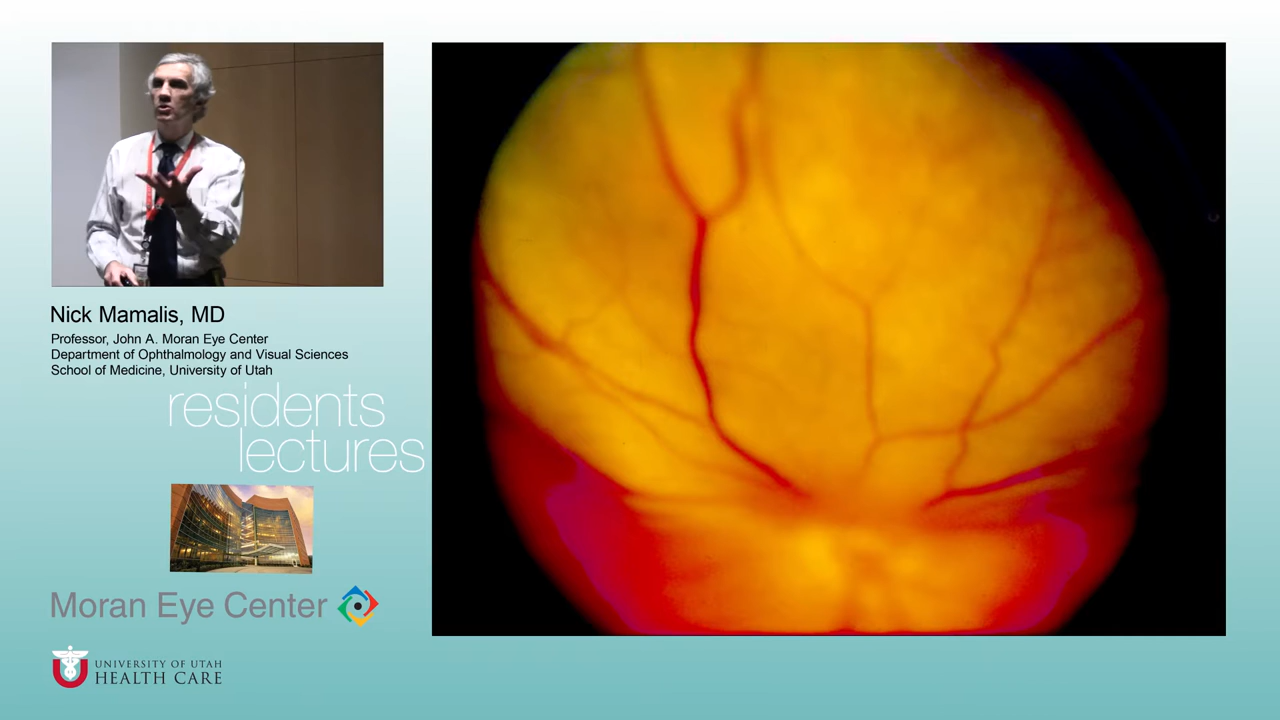 Nick Mamalis, MD
Professor, John A. Moran Eye Center
Department of Ophthalmology and Visual Sciences
School of Medicine, University of Utah
residents
lectures
Moran Eye Center
UNIVERSITY OF UTAH
HEALTH CARE